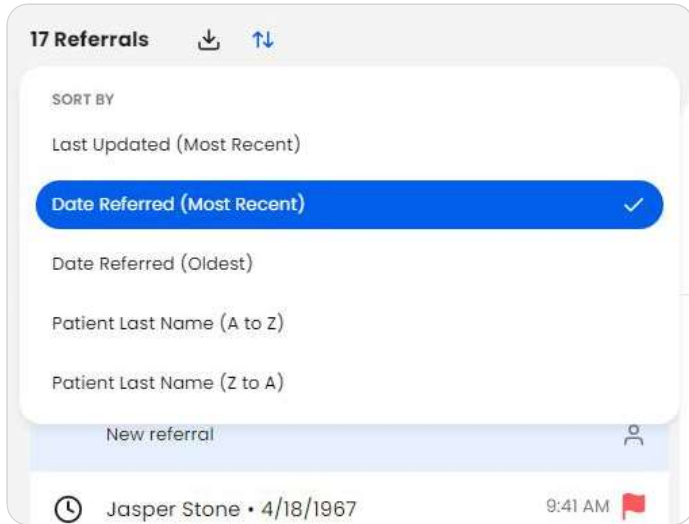 17 Referrals
SORT BY
Last Updated (Most Recent)
Date Referred (Most Recent)
Date Referred (Oldest)
Patient Last Name (A to Z)
Patient Last Name (Z to A)
New referral
Jasper Stone • 4/18/1967 9:41 AM